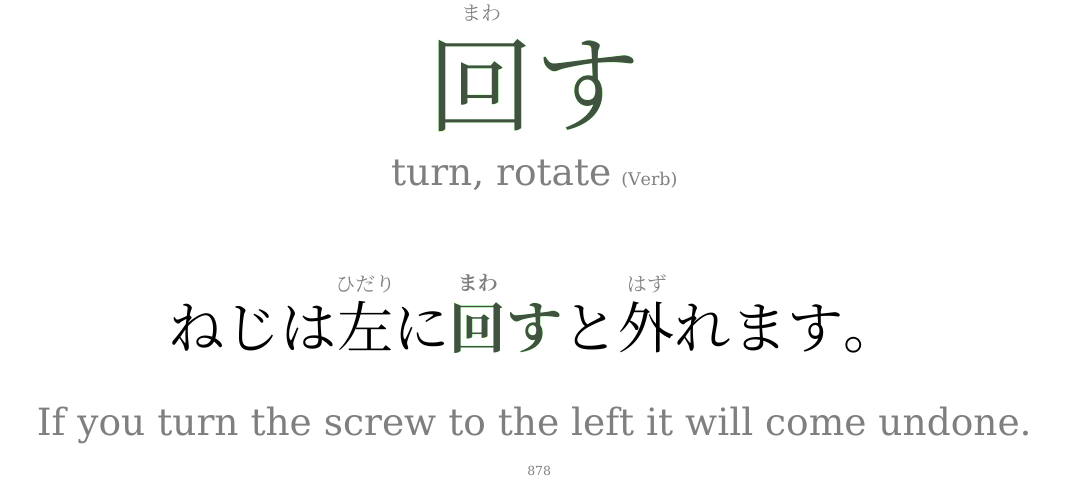 まわ
回す
turn, rotate (Verb)
ひだり まわ はず
ねじは左に回すと外れます。
If you turn the screw to the left it will come undone.
878